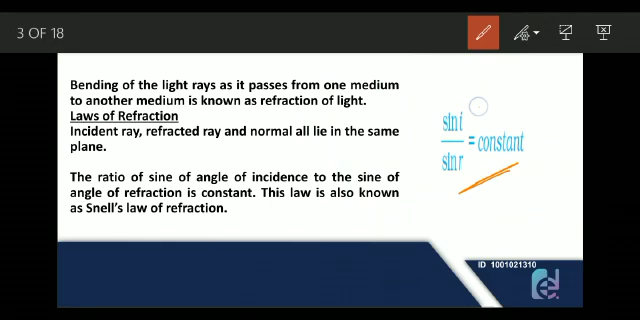 3 OF 18
Bending of the light rays as it passes from one medium
to another medium is known as refraction of light.
Laws of Refraction
Incident ray, refracted ray and normal all lie in the same
plane.
The ratio of sine of angle of incidence to the sine of
angle of refraction is constant. This law is also known
as Snell's law of refraction.
sin i
/ sin r = constant
ID 1001021310